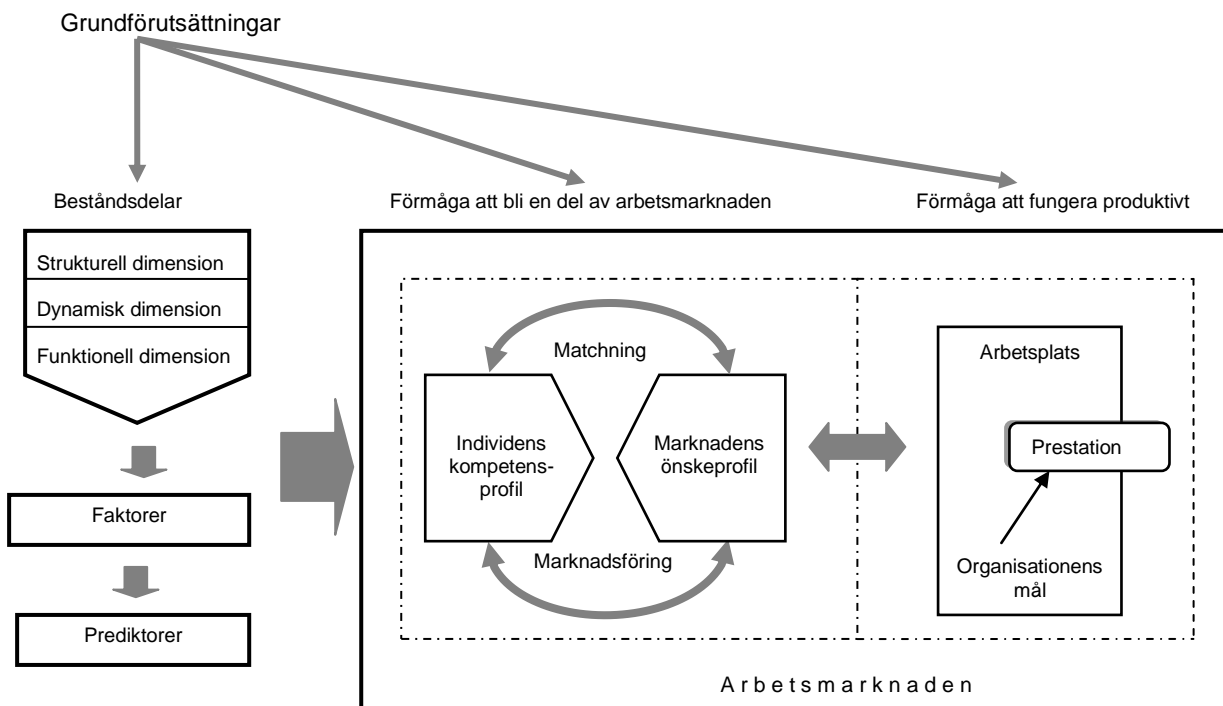 Grundförutsättningar
Beståndsdelar
Förmåga att bli en del av arbetsmarknaden
Förmåga att fungera produktivt
Strukturell dimension
Dynamisk dimension
Funktionell dimension
Faktorer
Prediktorer
Matchning
Individens
kompetens-
profil
Marknadens
önskeprofil
Marknadsföring
Arbetsplats
Prestation
Organisationens
mål
Arbetsmarknaden